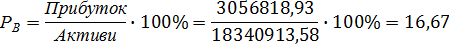 P_B = Прибуток / Активи · 100% = 3056818,93 / 18340913,58 · 100% = 16,67